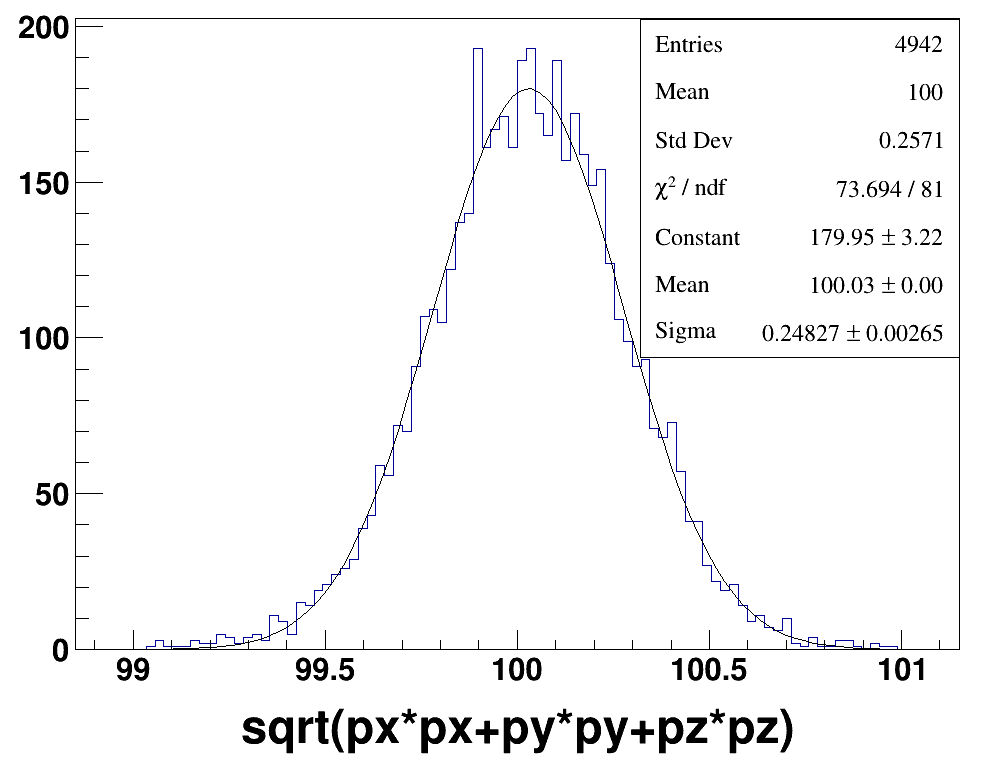 200
150
100
50
0
99
99.5
100
100.5
101
sqrt(px*px+py*py+pz*pz)
Entries 4942
Mean 100
Std Dev 0.2571
χ² / ndf 73.694 / 81
Constant 179.95 ± 3.22
Mean 100.03 ± 0.00
Sigma 0.24827 ± 0.00265